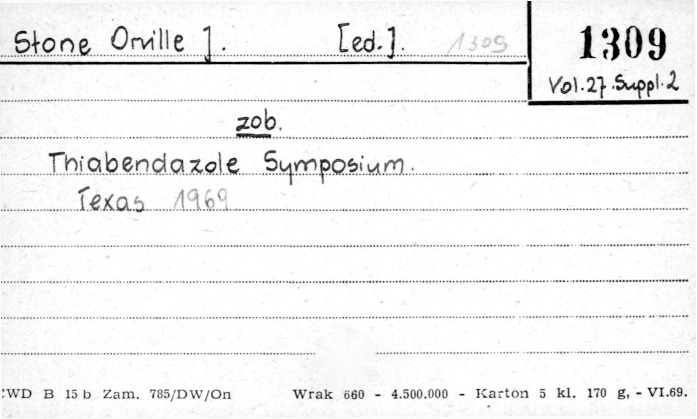 Stone Orville J. [ed.]. 1309
1309
Vol.27.Suppl.2
zob.
Thiabendazole Symposium.
Texas 1969
CWD B 15 b Zam. 785/DW/On Wrak 660 - 4.500.000 - Karton 5 kl. 170 g, - VI.69.